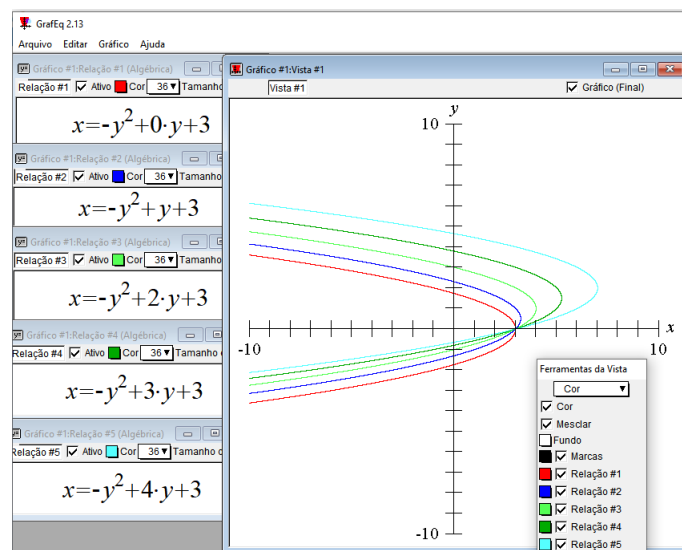 GrafEq 2.13
Arquivo Editar Gráfico Ajuda
Gráfico #1:Relação #1 (Algébrica)
Relação #1 Ativo Cor 36 Tamanho
x=-y²+0·y+3
Gráfico #1:Relação #2 (Algébrica)
Relação #2 Ativo Cor 36 Tamanho
x=-y²+y+3
Gráfico #1:Relação #3 (Algébrica)
Relação #3 Ativo Cor 36 Tamanho
x=-y²+2·y+3
Gráfico #1:Relação #4 (Algébrica)
Relação #4 Ativo Cor 36 Tamanho
x=-y²+3·y+3
Gráfico #1:Relação #5 (Algébrica)
Relação #5 Ativo Cor 36 Tamanho
x=-y²+4·y+3
Gráfico #1:Vista #1
Vista #1 Gráfico (Final)
y
10
x
-10 10
-10
Ferramentas da Vista
Cor
Cor
Mesclar
Fundo
Marcas
Relação #1
Relação #2
Relação #3
Relação #4
Relação #5